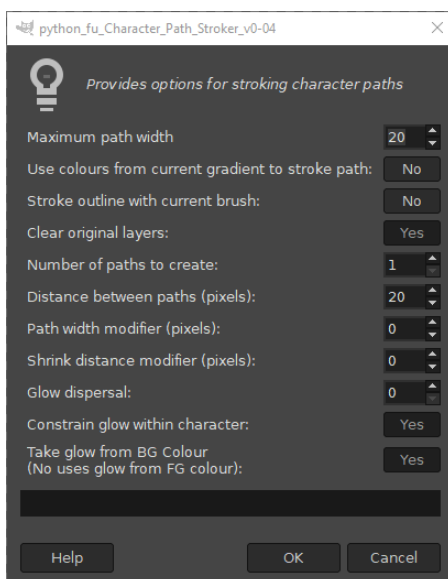 python_fu_Character_Path_Stroker_v0-04
Provides options for stroking character paths
Maximum path width 20
Use colours from current gradient to stroke path: No
Stroke outline with current brush: No
Clear original layers: Yes
Number of paths to create: 1
Distance between paths (pixels): 20
Path width modifier (pixels): 0
Shrink distance modifier (pixels): 0
Glow dispersal: 0
Constrain glow within character: Yes
Take glow from BG Colour
(No uses glow from FG colour): Yes
Help OK Cancel